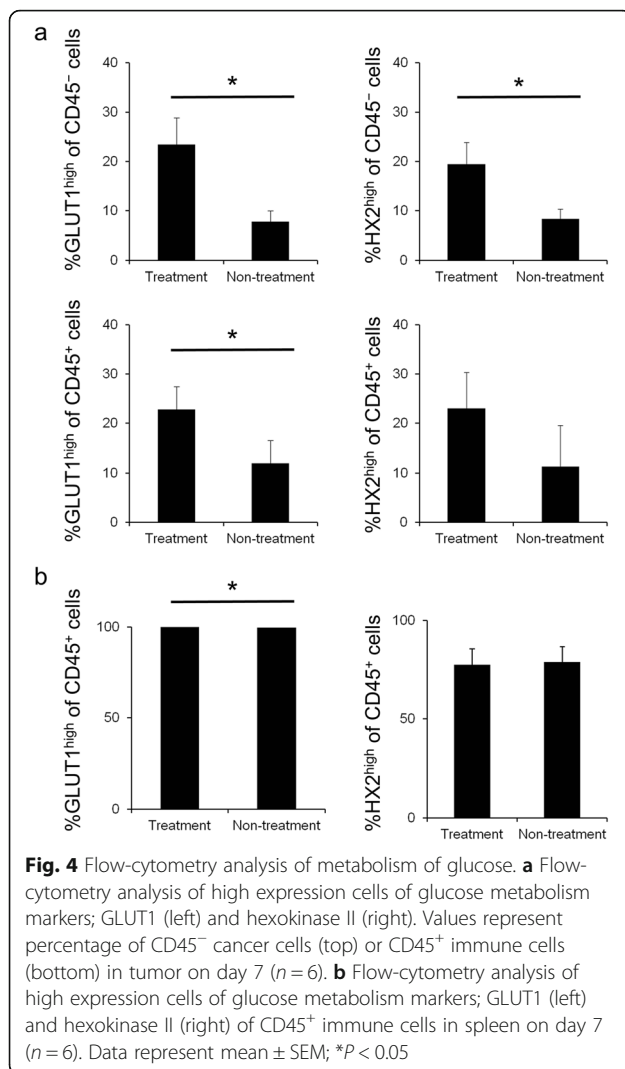 a
%GLUT1high of CD45− cells
40
30
20
10
0
*
Treatment Non-treatment
%HX2high of CD45− cells
40
30
20
10
0
*
Treatment Non-treatment
%GLUT1high of CD45+ cells
40
30
20
10
0
*
Treatment Non-treatment
%HX2high of CD45+ cells
40
30
20
10
0
Treatment Non-treatment
b
%GLUT1high of CD45+ cells
100
50
0
*
Treatment Non-treatment
%HX2high of CD45+ cells
100
50
0
Treatment Non-treatment
Fig. 4 Flow-cytometry analysis of metabolism of glucose. a Flow-
cytometry analysis of high expression cells of glucose metabolism
markers; GLUT1 (left) and hexokinase II (right). Values represent
percentage of CD45− cancer cells (top) or CD45+ immune cells
(bottom) in tumor on day 7 (n = 6). b Flow-cytometry analysis of
high expression cells of glucose metabolism markers; GLUT1 (left)
and hexokinase II (right) of CD45+ immune cells in spleen on day 7
(n = 6). Data represent mean ± SEM; *P < 0.05